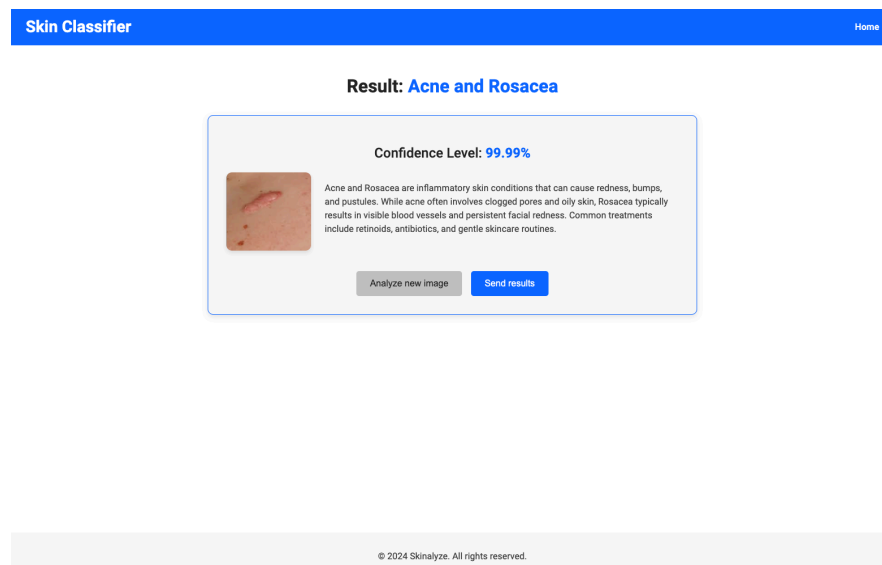 Skin Classifier
Home
Result: Acne and Rosacea
Confidence Level: 99.99%
Acne and Rosacea are inflammatory skin conditions that can cause redness, bumps,
and pustules. While acne often involves clogged pores and oily skin, Rosacea typically
results in visible blood vessels and persistent facial redness. Common treatments
include retinoids, antibiotics, and gentle skincare routines.
Analyze new image
Send results
© 2024 Skinalyze. All rights reserved.